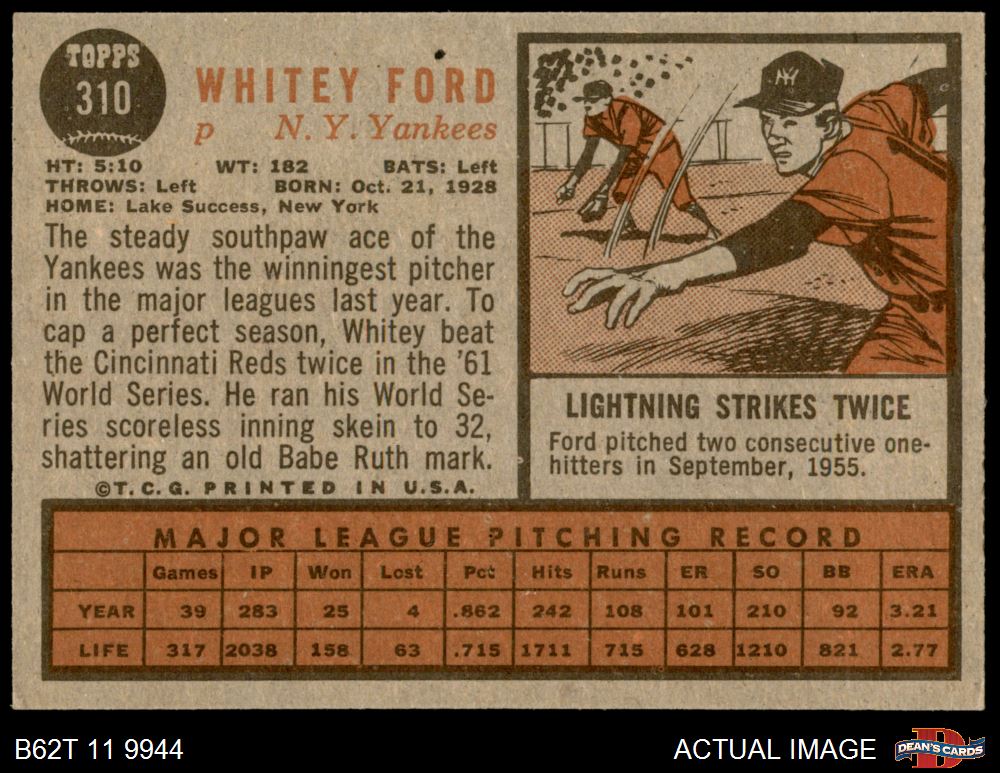 TOPPS
310
WHITEY FORD
p N. Y. Yankees
HT: 5:10 WT: 182 BATS: Left
THROWS: Left BORN: Oct. 21, 1928
HOME: Lake Success, New York
The steady southpaw ace of the
Yankees was the winningest pitcher
in the major leagues last year. To
cap a perfect season, Whitey beat
the Cincinnati Reds twice in the '61
World Series. He ran his World Se-
ries scoreless inning skein to 32,
shattering an old Babe Ruth mark.
©T. C. G. PRINTED IN U.S.A.
NY
LIGHTNING STRIKES TWICE
Ford pitched two consecutive one-
hitters in September, 1955.
MAJOR LEAGUE PITCHING RECORD
Games IP Won Lost Pct Hits Runs ER SO BB ERA
YEAR 39 283 25 4 .862 242 108 101 210 92 3.21
LIFE 317 2038 158 63 .715 1711 715 628 1210 821 2.77
B62T 11 9944 ACTUAL IMAGE DEAN'S CARDS